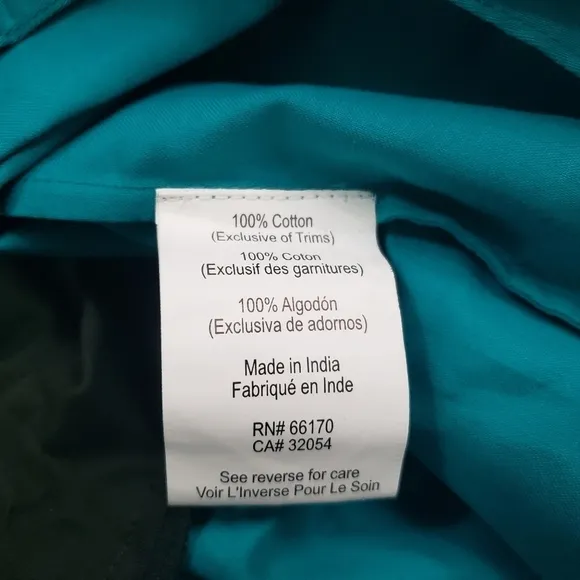 100% Cotton
(Exclusive of Trims)
100% Coton
(Exclusif des garnitures)
100% Algodón
(Exclusiva de adornos)
Made in India
Fabriqué en Inde
RN# 66170
CA# 32054
See reverse for care
Voir L'Inverse Pour Le Soin